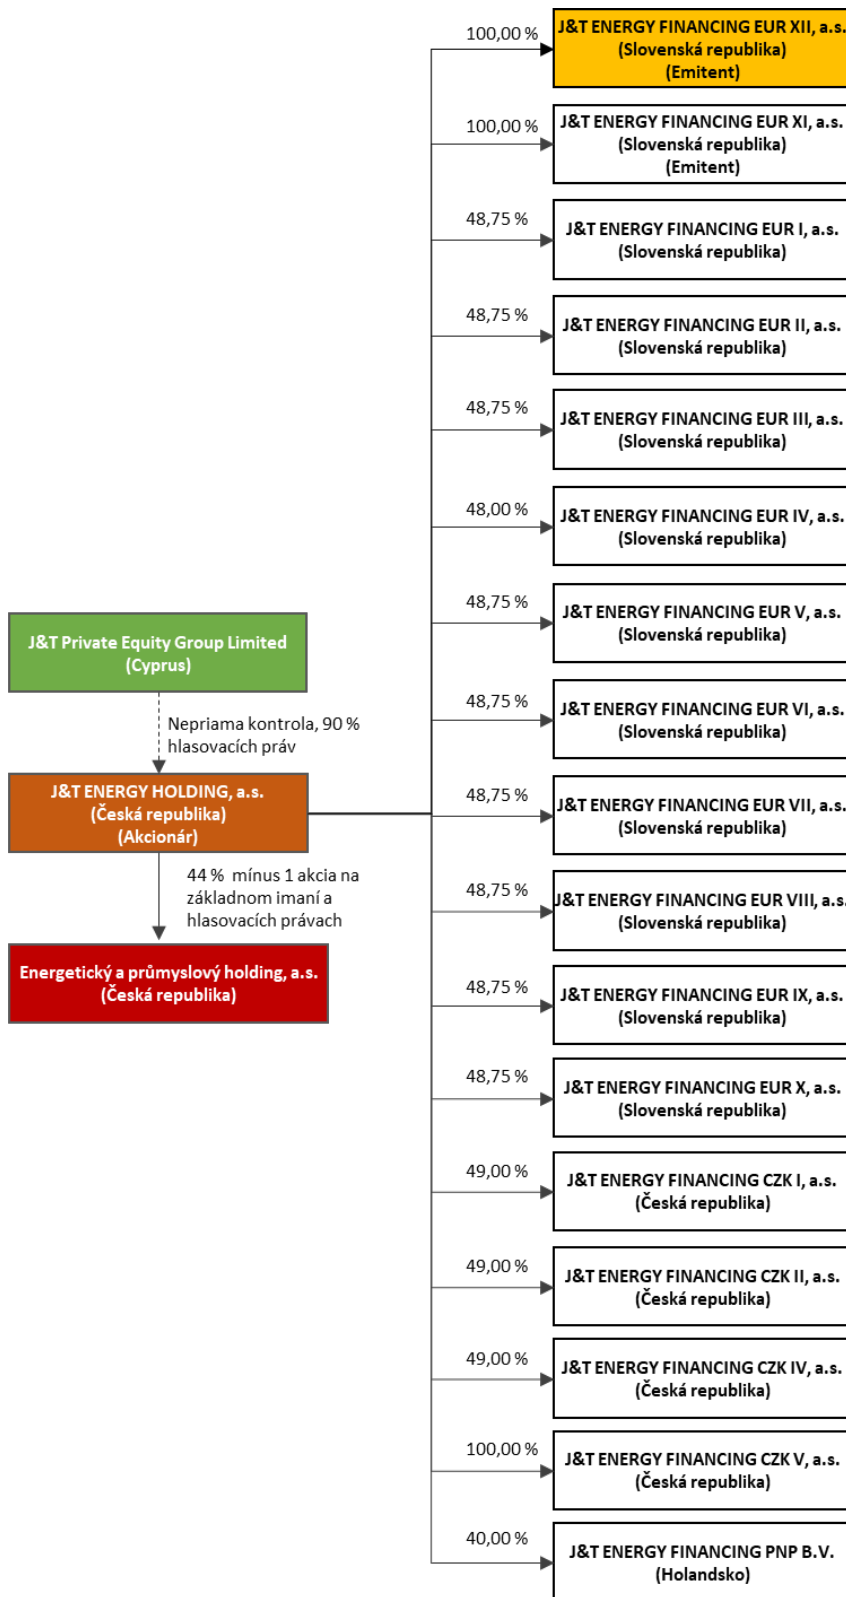 100,00 %
J&T ENERGY FINANCING EUR XII, a.s.
(Slovenská republika)
(Emitent)
100,00 %
J&T ENERGY FINANCING EUR XI, a.s.
(Slovenská republika)
(Emitent)
48,75 %
J&T ENERGY FINANCING EUR I, a.s.
(Slovenská republika)
48,75 %
J&T ENERGY FINANCING EUR II, a.s.
(Slovenská republika)
48,75 %
J&T ENERGY FINANCING EUR III, a.s.
(Slovenská republika)
48,00 %
J&T ENERGY FINANCING EUR IV, a.s.
(Slovenská republika)
48,75 %
J&T ENERGY FINANCING EUR V, a.s.
(Slovenská republika)
J&T Private Equity Group Limited
(Cyprus)
48,75 %
J&T ENERGY FINANCING EUR VI, a.s.
(Slovenská republika)
Nepriama kontrola, 90 %
hlasovacích práv
J&T ENERGY HOLDING, a.s.
(Česká republika)
(Akcionár)
48,75 %
J&T ENERGY FINANCING EUR VII, a.s.
(Slovenská republika)
44 % mínus 1 akcia na
základnom imaní a
hlasovacích právach
48,75 %
J&T ENERGY FINANCING EUR VIII, a.s.
(Slovenská republika)
Energetický a průmyslový holding, a.s.
(Česká republika)
48,75 %
J&T ENERGY FINANCING EUR IX, a.s.
(Slovenská republika)
48,75 %
J&T ENERGY FINANCING EUR X, a.s.
(Slovenská republika)
49,00 %
J&T ENERGY FINANCING CZK I, a.s.
(Česká republika)
49,00 %
J&T ENERGY FINANCING CZK II, a.s.
(Česká republika)
49,00 %
J&T ENERGY FINANCING CZK IV, a.s.
(Česká republika)
100,00 %
J&T ENERGY FINANCING CZK V, a.s.
(Česká republika)
40,00 %
J&T ENERGY FINANCING PNP B.V.
(Holandsko)